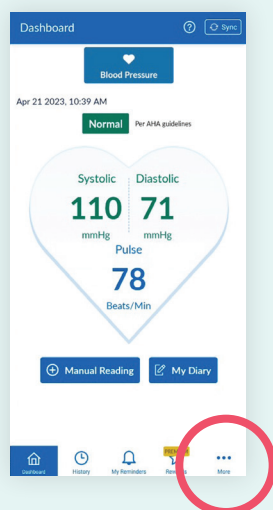 Dashboard
? Sync
Blood Pressure
Apr 21 2023, 10:39 AM
Normal Per AHA guidelines
Systolic Diastolic
110 71
mmHg mmHg
Pulse
78
Beats/Min
Manual Reading My Diary
Dashboard History My Reminders More